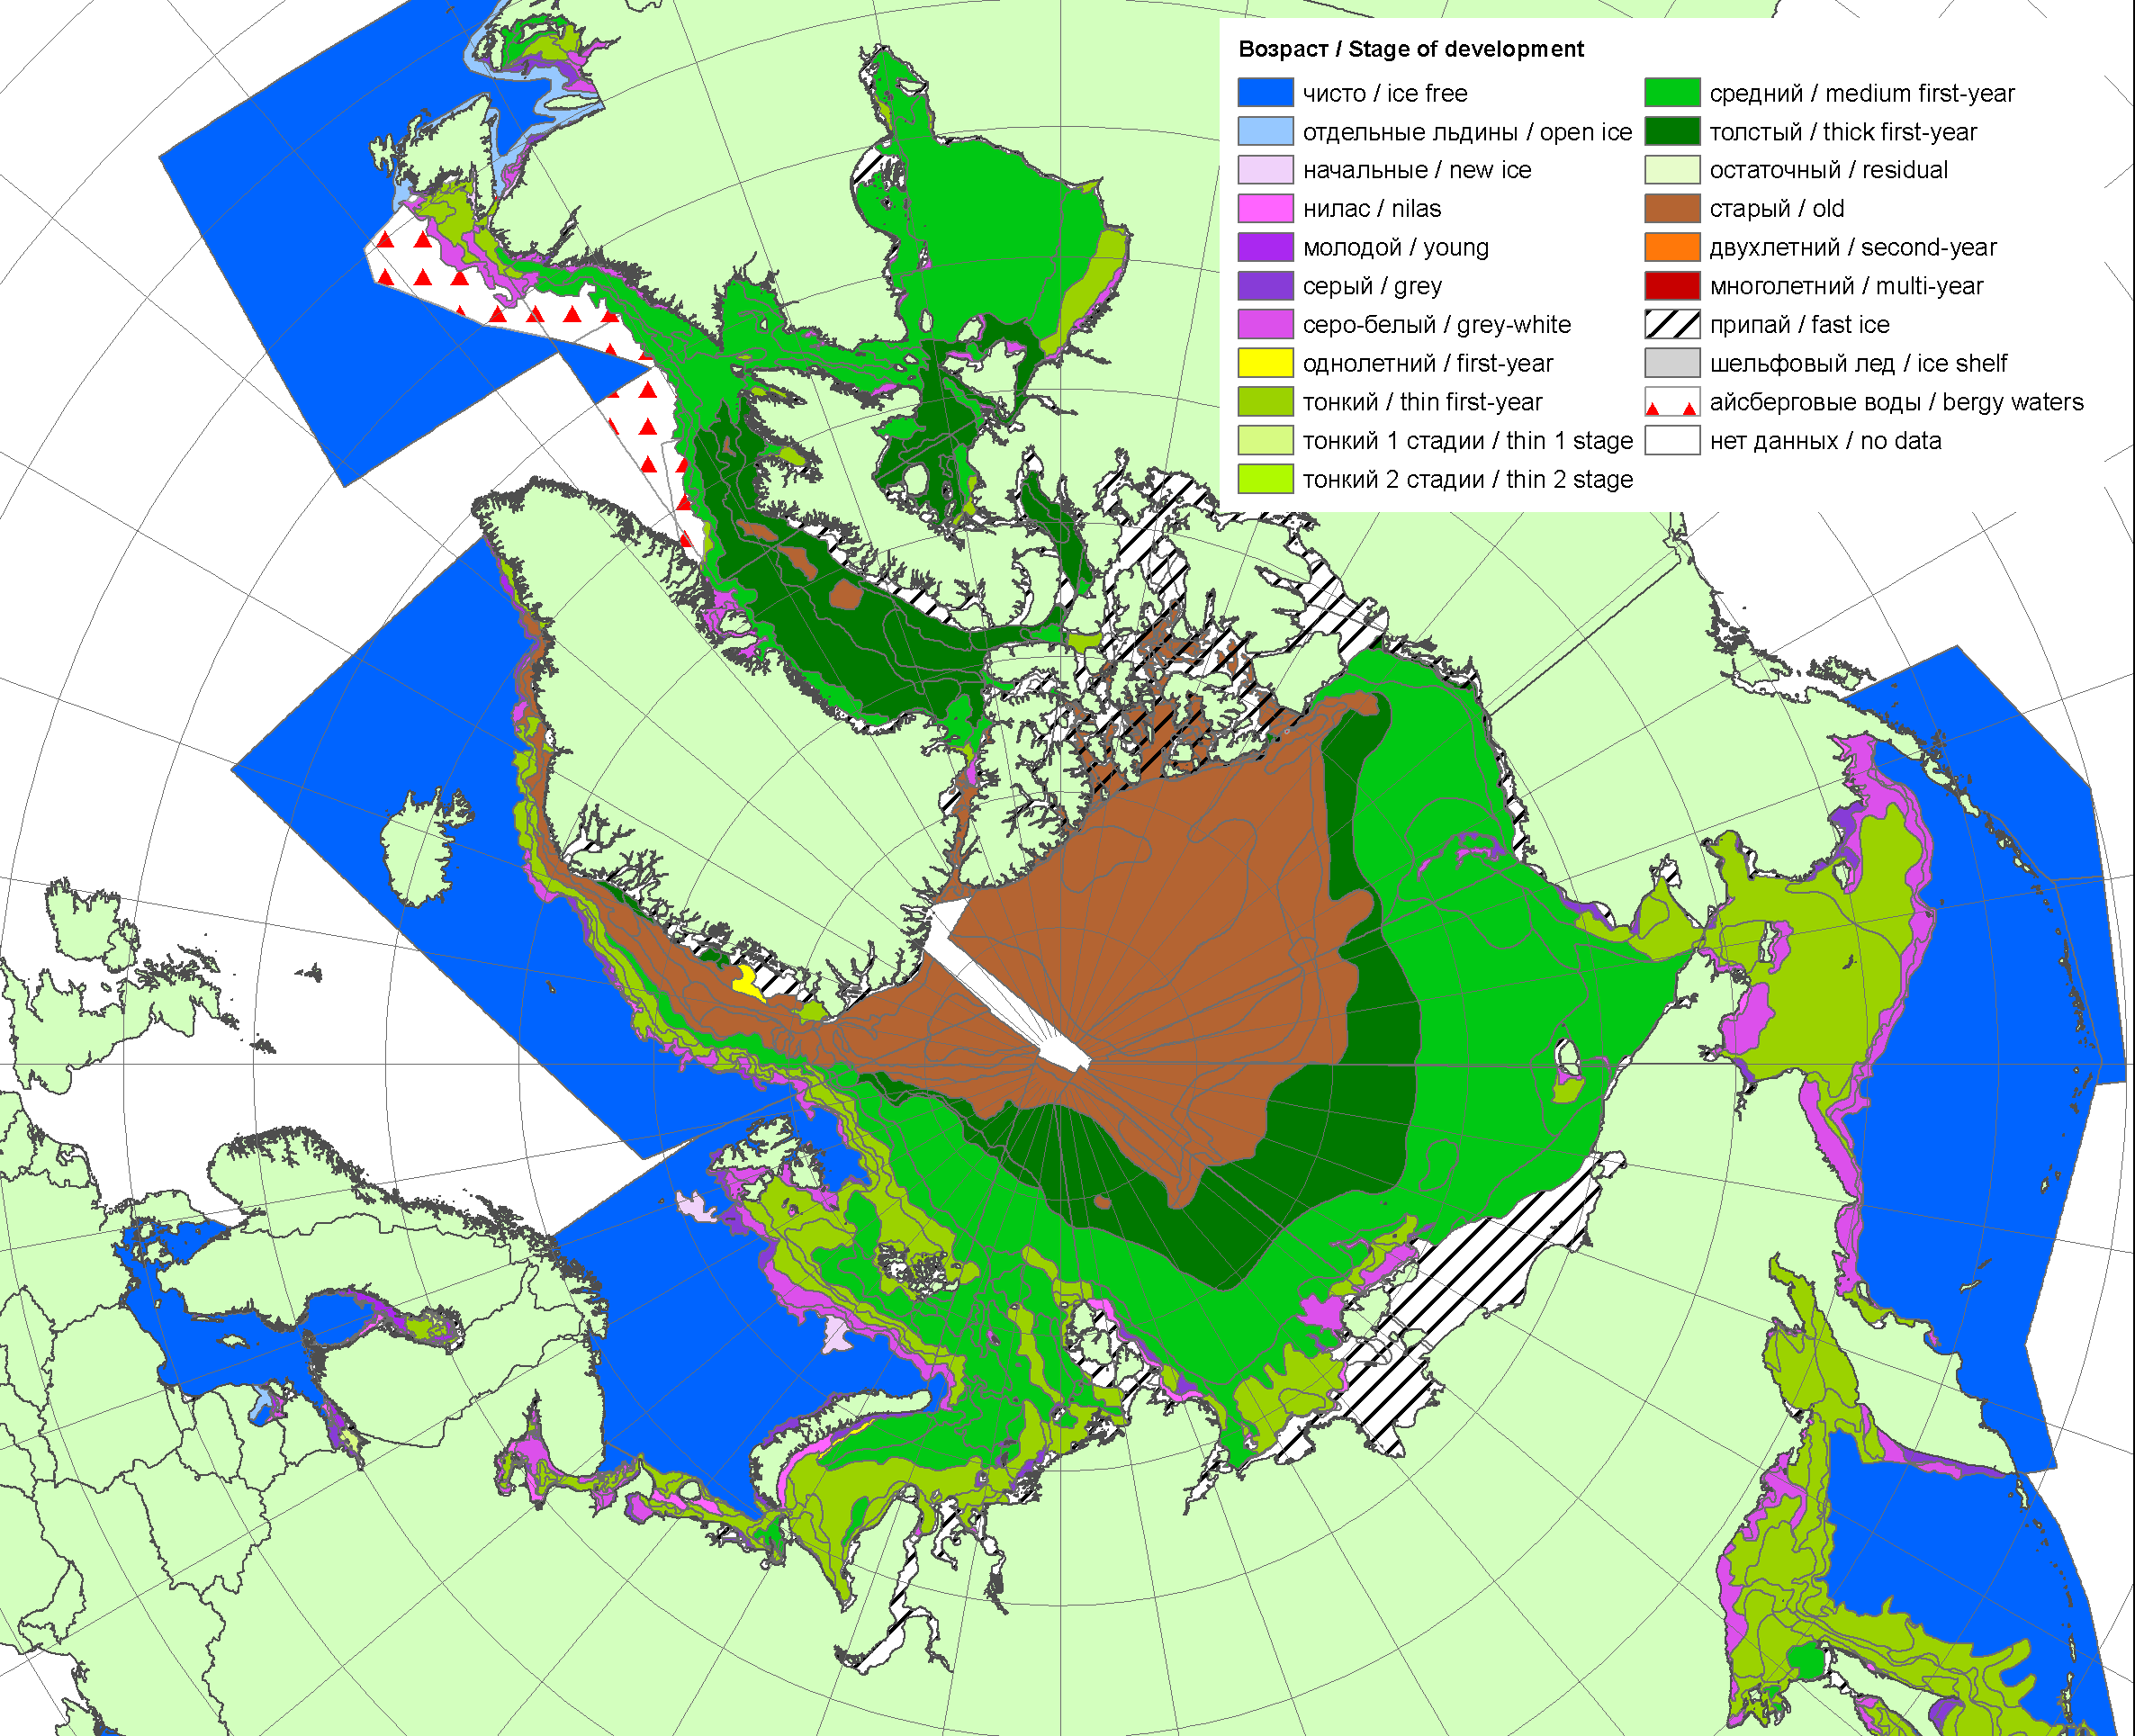 Возраст / Stage of development
чисто / ice free
отдельные льдины / open ice
начальные / new ice
нилас / nilas
молодой / young
серый / grey
серо-белый / grey-white
однолетний / first-year
тонкий / thin first-year
тонкий 1 стадии / thin 1 stage
тонкий 2 стадии / thin 2 stage
средний / medium first-year
толстый / thick first-year
остаточный / residual
старый / old
двухлетний / second-year
многолетний / multi-year
припай / fast ice
шельфовый лед / ice shelf
айсберговые воды / bergy waters
нет данных / no data